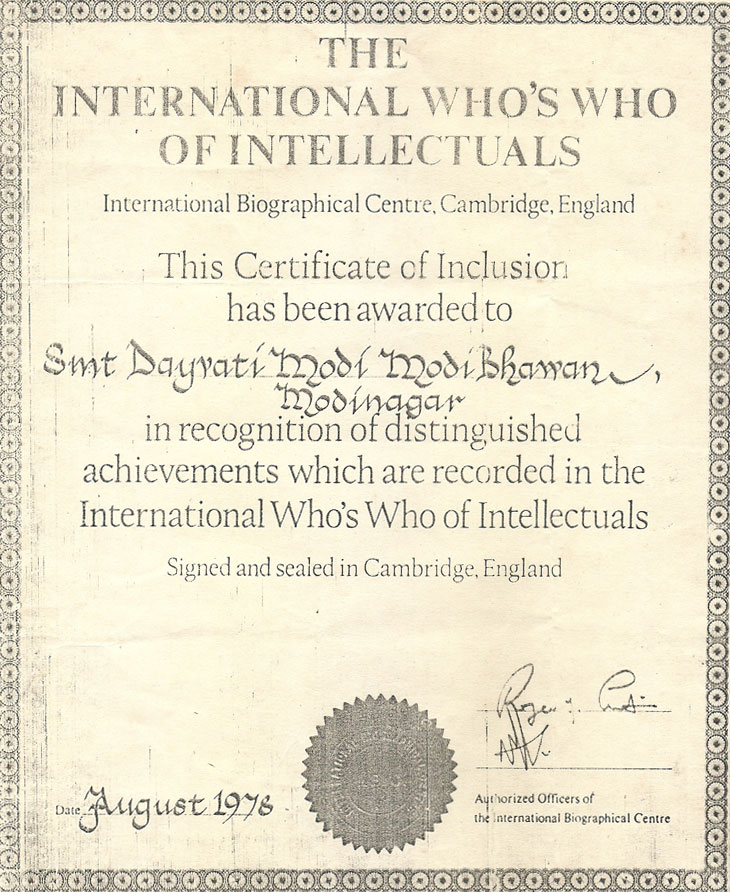 THE
INTERNATIONAL WHO'S WHO
OF INTELLECTUALS
International Biographical Centre, Cambridge, England
This Certificate of Inclusion
has been awarded to
Smt Dayvati Modi Modi Bhawan,
Modinagar
in recognition of distinguished
achievements which are recorded in the
International Who's Who of Intellectuals
Signed and sealed in Cambridge, England
Date August 1978
Authorized Officers of
the International Biographical Centre